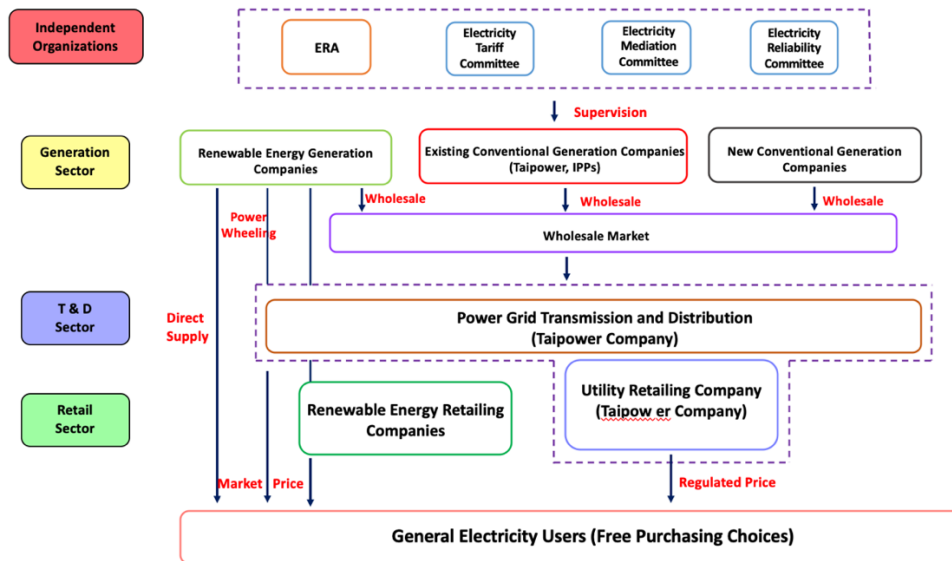 Independent
Organizations
ERA
Electricity
Tariff
Committee
Electricity
Mediation
Committee
Electricity
Reliability
Committee
Supervision
Generation
Sector
Renewable Energy Generation
Companies
Existing Conventional Generation Companies
(Taipower, IPPs)
New Conventional Generation
Companies
Power
Wheeling
Wholesale
Wholesale
Wholesale
Wholesale Market
T & D
Sector
Direct
Supply
Power Grid Transmission and Distribution
(Taipower Company)
Retail
Sector
Renewable Energy Retailing
Companies
Utility Retailing Company
(Taipow er Company)
Market Price
Regulated Price
General Electricity Users (Free Purchasing Choices)